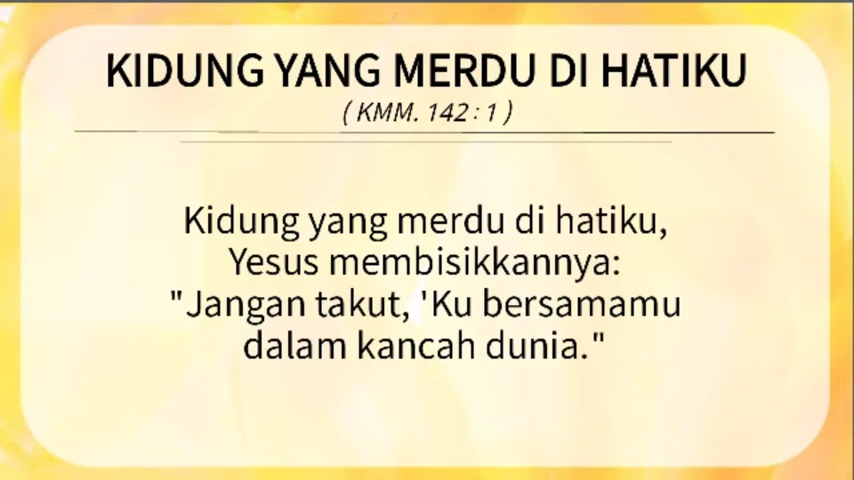 KIDUNG YANG MERDU DI HATIKU
( KMM. 142 : 1 )
Kidung yang merdu di hatiku,
Yesus membisikkannya:
"Jangan takut, 'Ku bersamamu
dalam kancah dunia."